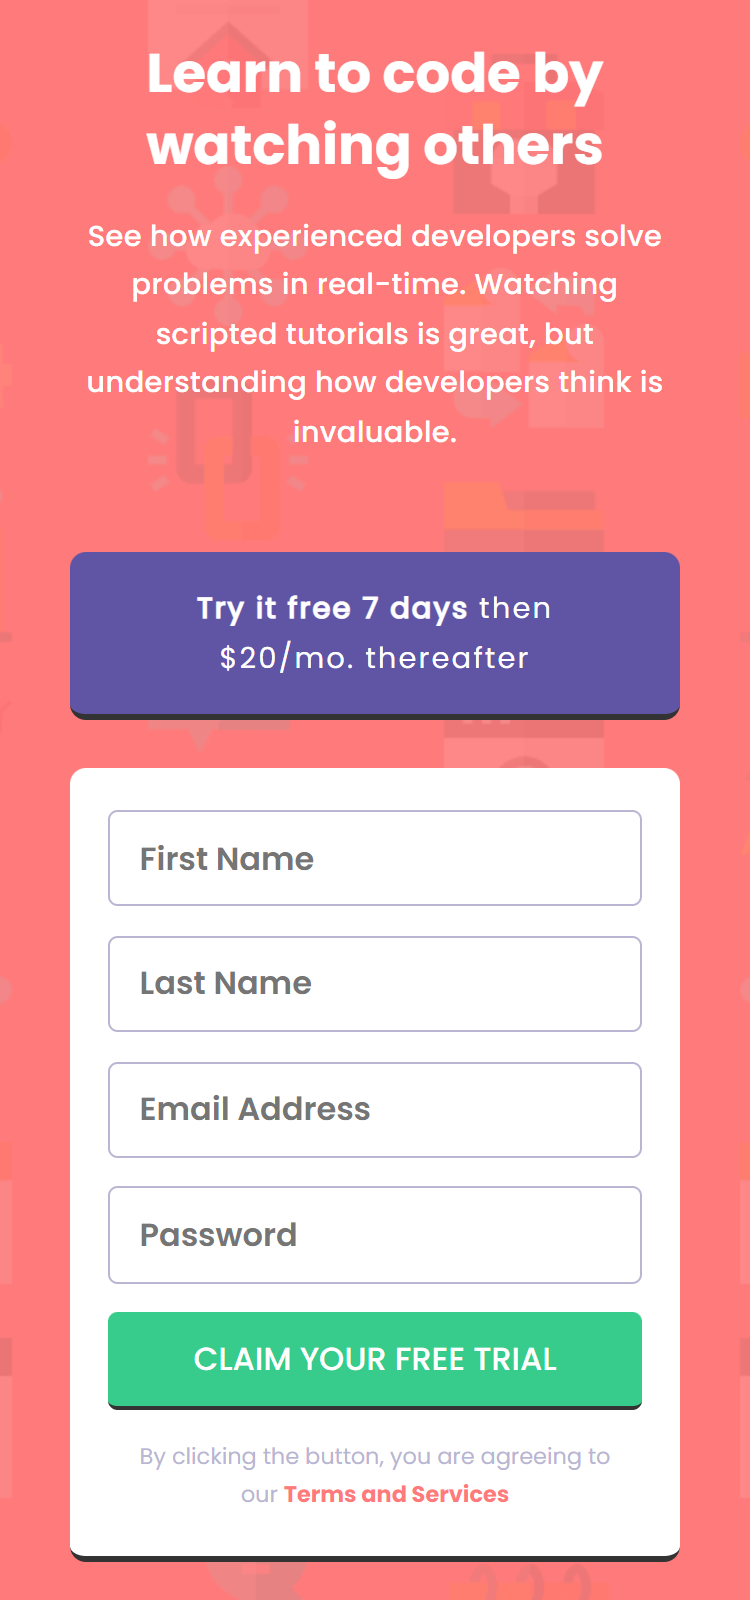 Learn to code by
watching others
See how experienced developers solve
problems in real-time. Watching
scripted tutorials is great, but
understanding how developers think is
invaluable.
Try it free 7 days then
$20/mo. thereafter
First Name
Last Name
Email Address
Password
CLAIM YOUR FREE TRIAL
By clicking the button, you are agreeing to
our Terms and Services